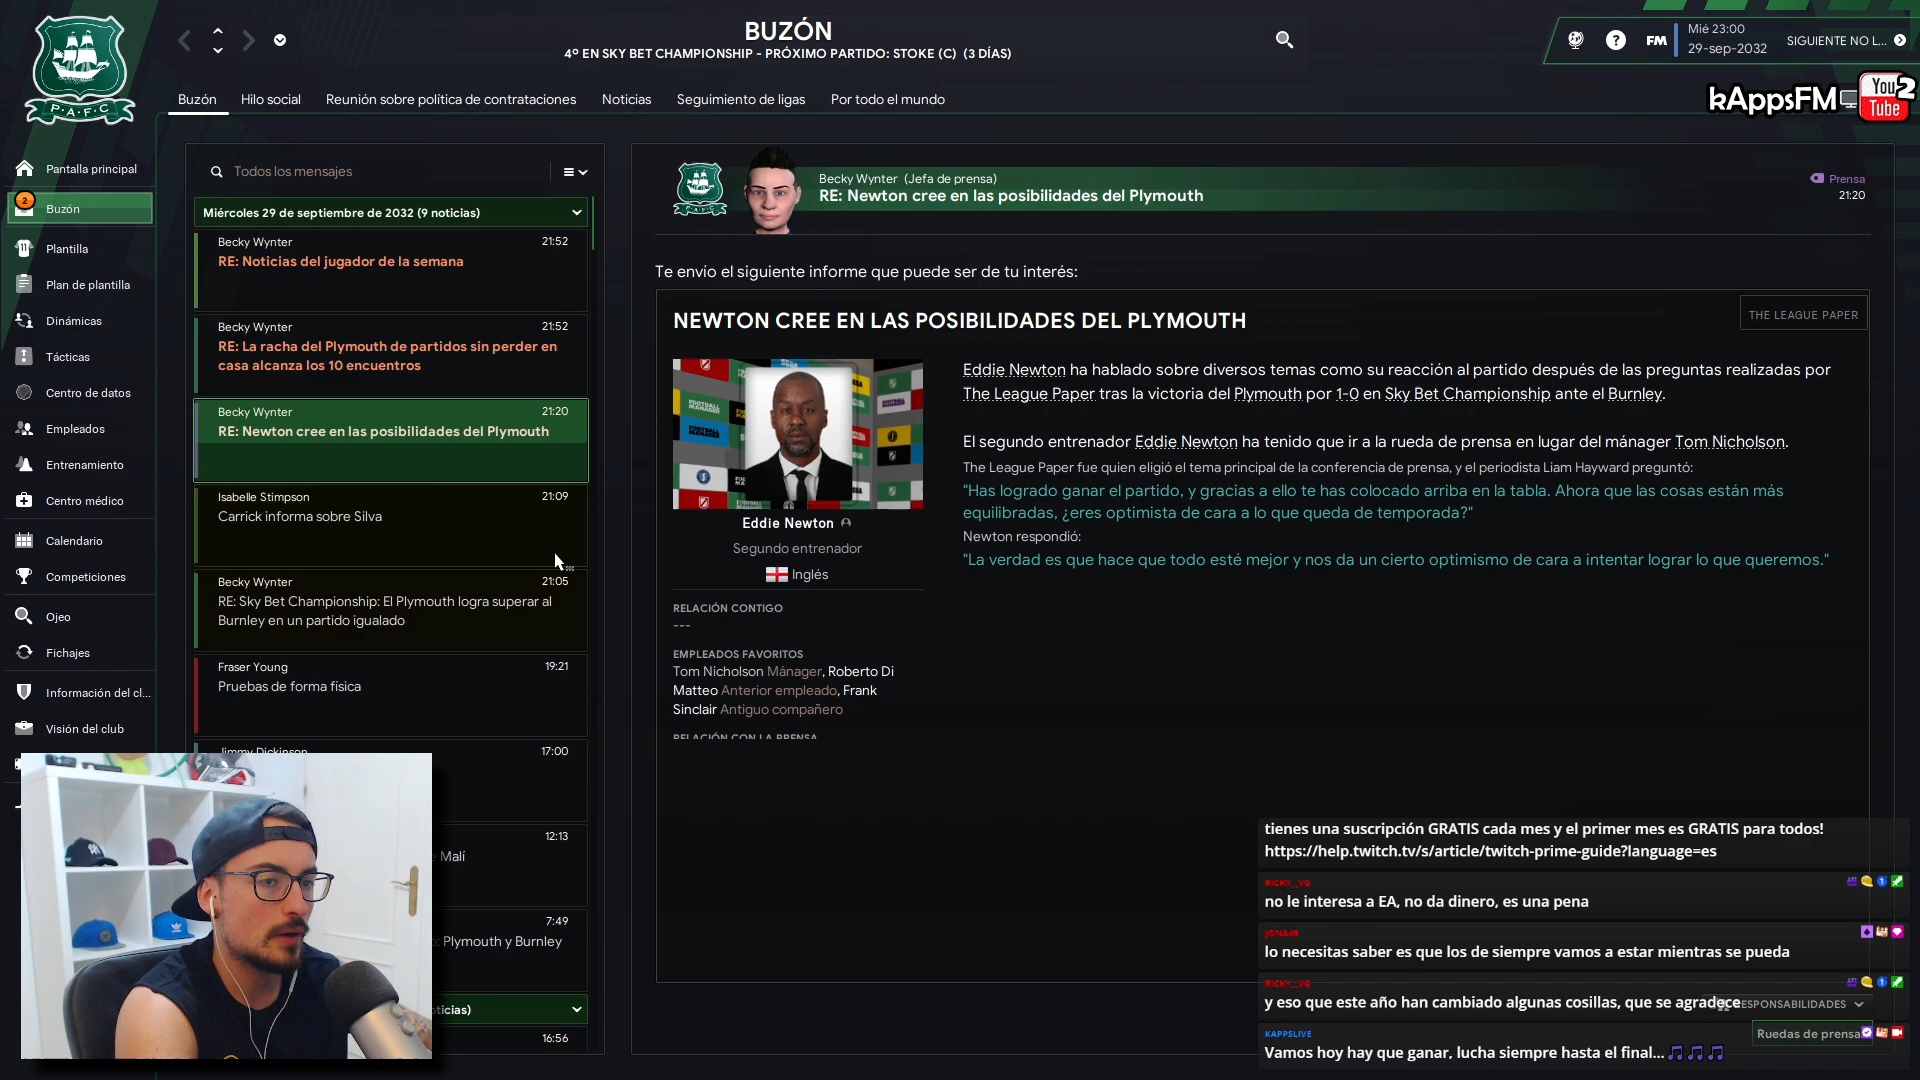 BUZÓN
4º EN SKY BET CHAMPIONSHIP - PRÓXIMO PARTIDO: STOKE (C) (3 DÍAS)
FM
Mié 23:00
29-sep-2032
SIGUIENTE NO L...
P·A·F·C
Buzón
Hilo social
Reunión sobre política de contrataciones
Noticias
Seguimiento de ligas
Por todo el mundo
kAppsFM
You2
Tube
Pantalla principal
2
Buzón
Plantilla
Plan de plantilla
Dinámicas
Tácticas
Centro de datos
Empleados
Entrenamiento
Centro médico
Calendario
Competiciones
Ojeo
Fichajes
Información del cl...
Visión del club
Todos los mensajes
Miércoles 29 de septiembre de 2032 (9 noticias)
Becky Wynter 21:52
RE: Noticias del jugador de la semana
Becky Wynter 21:52
RE: La racha del Plymouth de partidos sin perder en
casa alcanza los 10 encuentros
Becky Wynter 21:20
RE: Newton cree en las posibilidades del Plymouth
Isabelle Stimpson 21:09
Carrick informa sobre Silva
Becky Wynter 21:05
RE: Sky Bet Championship: El Plymouth logra superar al
Burnley en un partido igualado
Fraser Young 19:21
Pruebas de forma física
Jimmy Dickinson 17:00
12:13
Malí
7:49
Plymouth y Burnley
ticias)
16:56
Becky Wynter (Jefa de prensa)
RE: Newton cree en las posibilidades del Plymouth
Prensa
21:20
Te envío el siguiente informe que puede ser de tu interés:
NEWTON CREE EN LAS POSIBILIDADES DEL PLYMOUTH
THE LEAGUE PAPER
Eddie Newton
Segundo entrenador
Inglés
RELACIÓN CONTIGO
---
EMPLEADOS FAVORITOS
Tom Nicholson Mánager, Roberto Di
Matteo Anterior empleado, Frank
Sinclair Antiguo compañero
RELACIÓN CON LA PRENSA
Eddie Newton ha hablado sobre diversos temas como su reacción al partido después de las preguntas realizadas por
The League Paper tras la victoria del Plymouth por 1-0 en Sky Bet Championship ante el Burnley.
El segundo entrenador Eddie Newton ha tenido que ir a la rueda de prensa en lugar del mánager Tom Nicholson.
The League Paper fue quien eligió el tema principal de la conferencia de prensa, y el periodista Liam Hayward preguntó:
"Has logrado ganar el partido, y gracias a ello te has colocado arriba en la tabla. Ahora que las cosas están más
equilibradas, ¿eres optimista de cara a lo que queda de temporada?"
Newton respondió:
"La verdad es que hace que todo esté mejor y nos da un cierto optimismo de cara a intentar lograr lo que queremos."
tienes una suscripción GRATIS cada mes y el primer mes es GRATIS para todos!
https://help.twitch.tv/s/article/twitch-prime-guide?language=es
RICKY__VG
no le interesa a EA, no da dinero, es una pena
lo necesitas saber es que los de siempre vamos a estar mientras se pueda
RICKY__VG
y eso que este año han cambiado algunas cosillas, que se agradece
ESPONSABILIDADES
Ruedas de prensa
KAPPSLIVE
Vamos hoy hay que ganar, lucha siempre hasta el final...